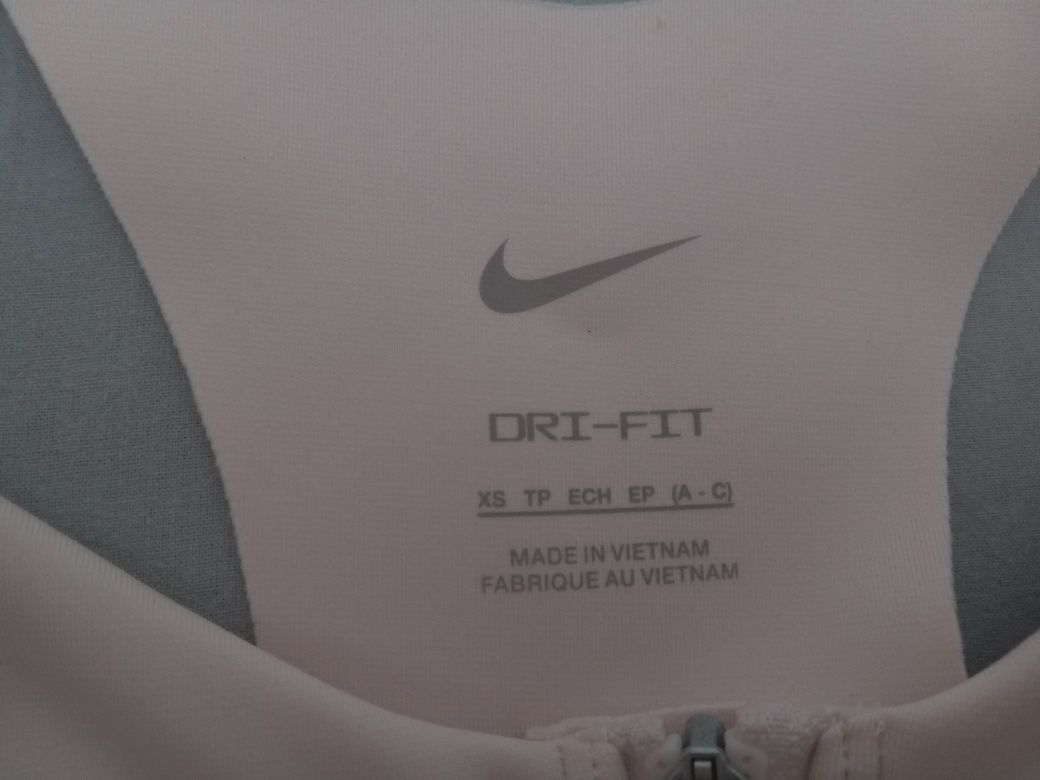 DRI-FIT
XS TP ECH EP (A - C)
MADE IN VIETNAM
FABRIQUE AU VIETNAM